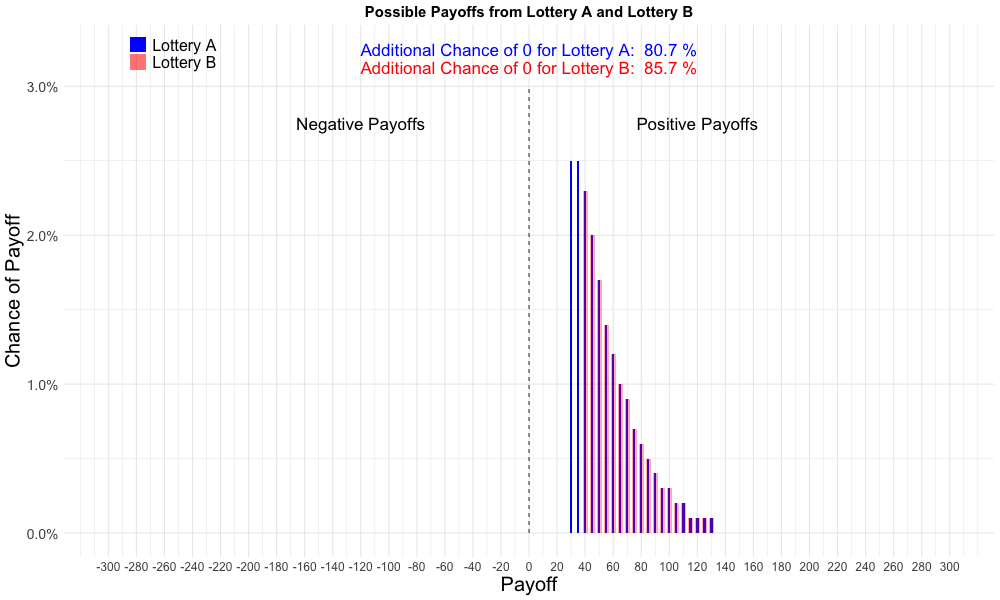 Possible Payoffs from Lottery A and Lottery B
Lottery A
Lottery B
Additional Chance of 0 for Lottery A: 80.7 %
Additional Chance of 0 for Lottery B: 85.7 %
Negative Payoffs
Positive Payoffs
Chance of Payoff
3.0%
2.0%
1.0%
0.0%
-300 -280 -260 -240 -220 -200 -180 -160 -140 -120 -100 -80 -60 -40 -20 0 20 40 60 80 100 120 140 160 180 200 220 240 260 280 300
Payoff